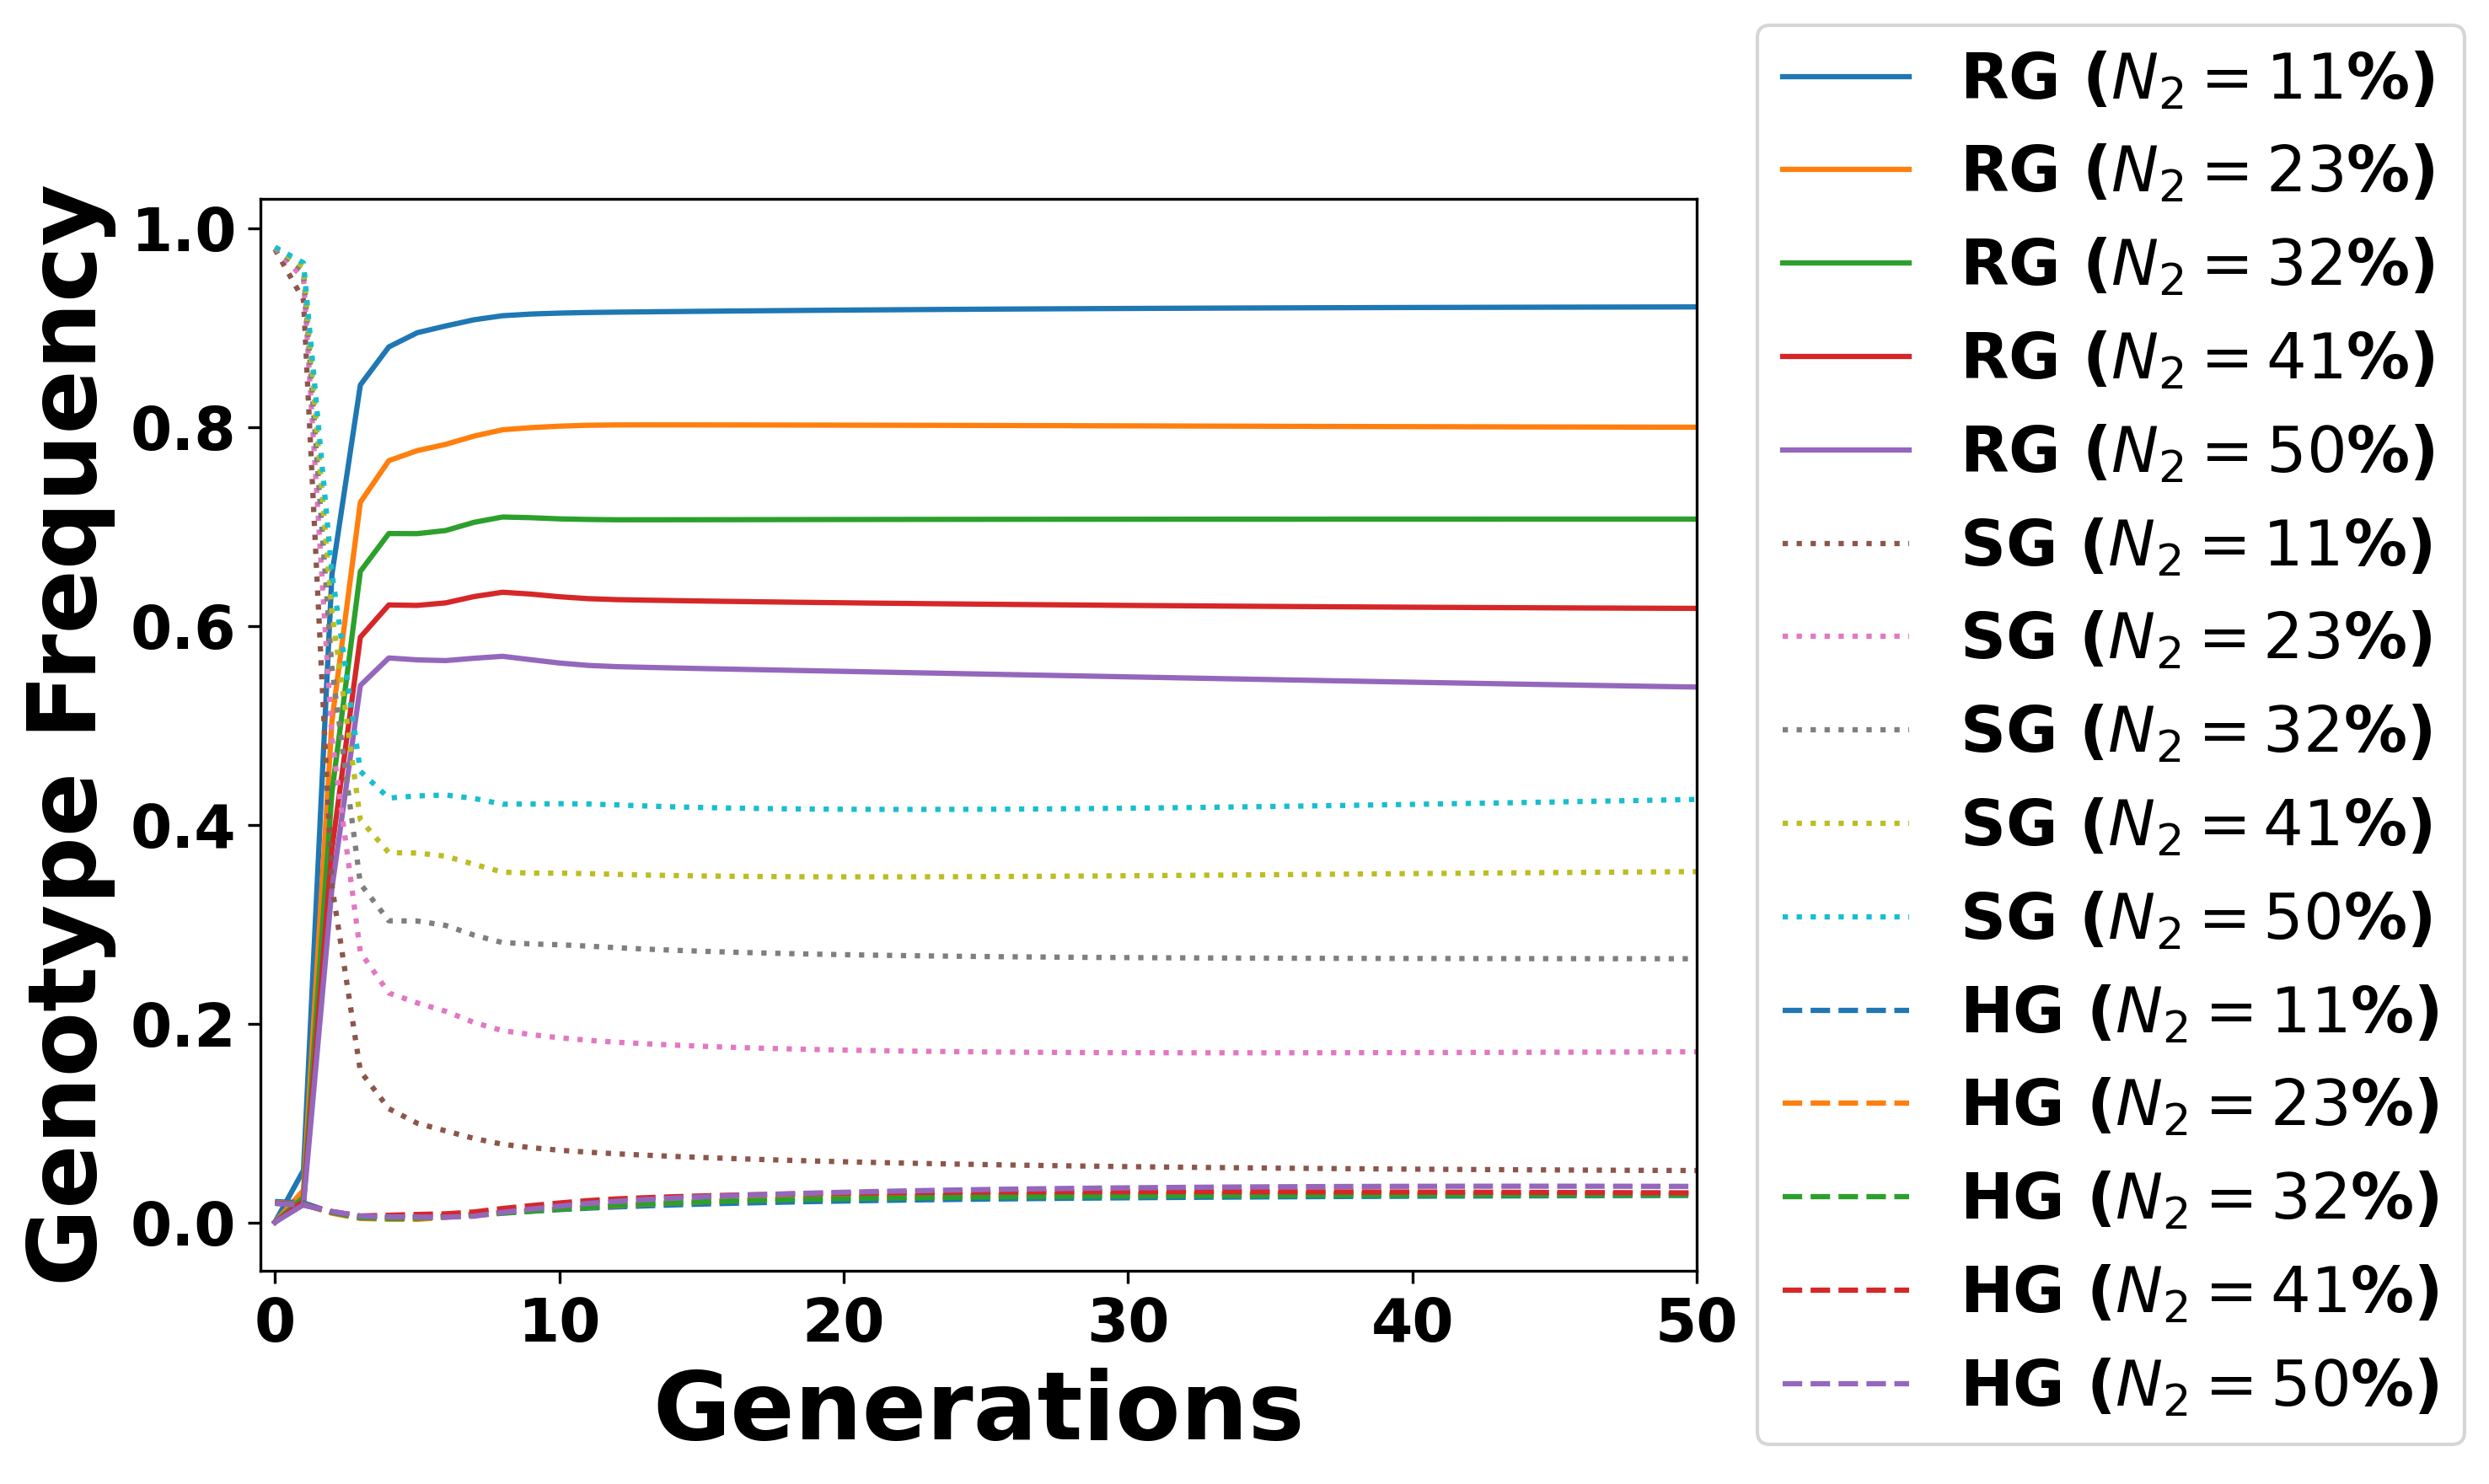 Genotype Frequency
1.0
0.8
0.6
0.4
0.2
0.0
0 10 20 30 40 50
Generations
RG (N₂ = 11%)
RG (N₂ = 23%)
RG (N₂ = 32%)
RG (N₂ = 41%)
RG (N₂ = 50%)
SG (N₂ = 11%)
SG (N₂ = 23%)
SG (N₂ = 32%)
SG (N₂ = 41%)
SG (N₂ = 50%)
HG (N₂ = 11%)
HG (N₂ = 23%)
HG (N₂ = 32%)
HG (N₂ = 41%)
HG (N₂ = 50%)